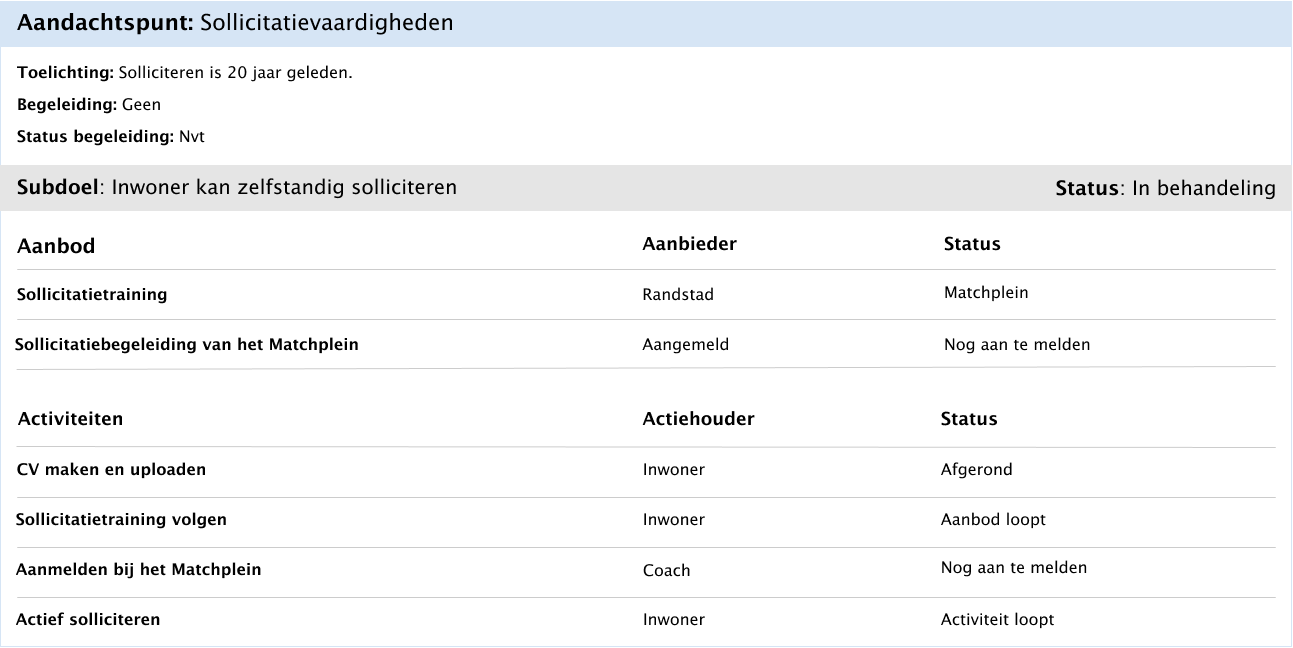 Aandachtspunt: Sollicitatievaardigheden
Toelichting: Solliciteren is 20 jaar geleden.
Begeleiding: Geen
Status begeleiding: Nvt
Subdoel: Inwoner kan zelfstandig solliciteren Status: In behandeling
Aanbod Aanbieder Status
Sollicitatietraining Randstad Matchplein
Sollicitatiebegeleiding van het Matchplein Aangemeld Nog aan te melden
Activiteiten Actiehouder Status
CV maken en uploaden Inwoner Afgerond
Sollicitatietraining volgen Inwoner Aanbod loopt
Aanmelden bij het Matchplein Coach Nog aan te melden
Actief solliciteren Inwoner Activiteit loopt